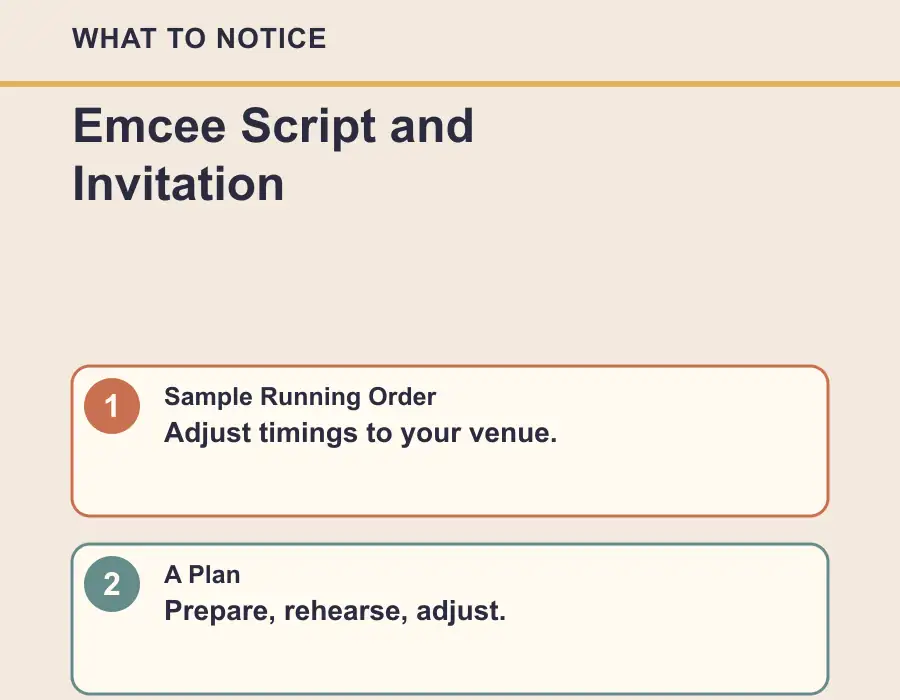 WHAT TO NOTICE
Emcee Script and
Invitation
1
Sample Running Order
Adjust timings to your venue.
2
A Plan
Prepare, rehearse, adjust.